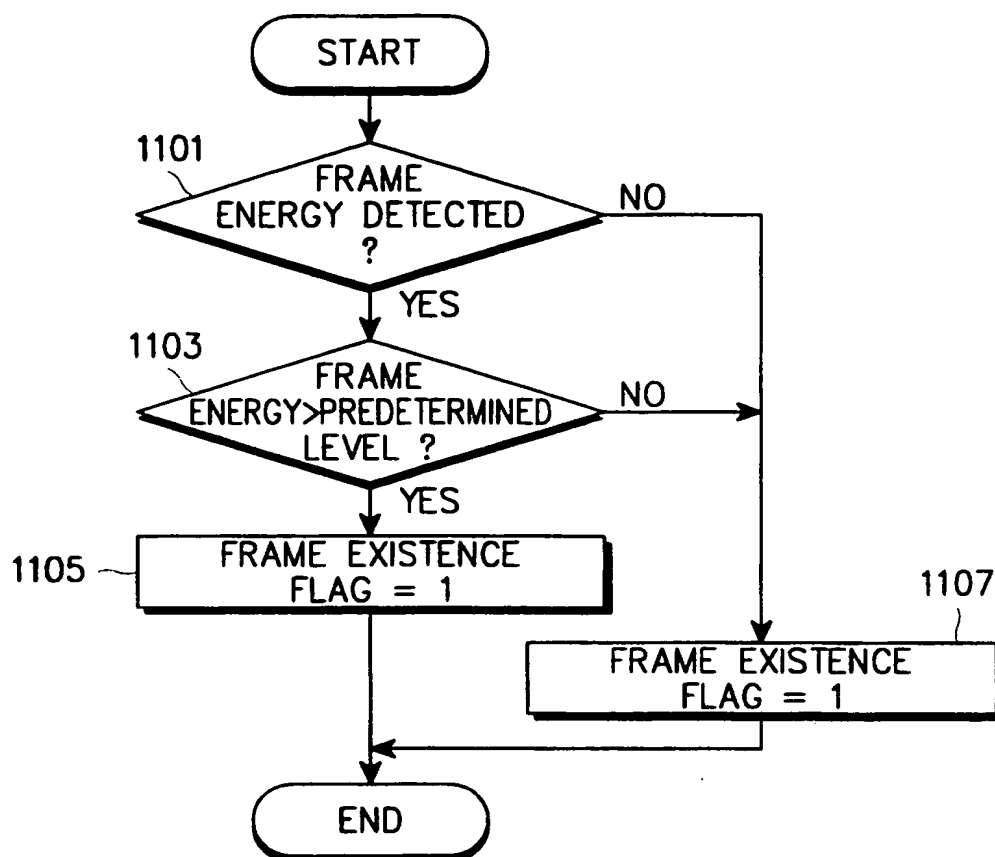 START
1101
FRAME
ENERGY DETECTED
?
NO
YES
1103
FRAME
ENERGY>PREDETERMINED
LEVEL ?
NO
YES
1105
FRAME EXISTENCE
FLAG = 1
1107
FRAME EXISTENCE
FLAG = 1
END